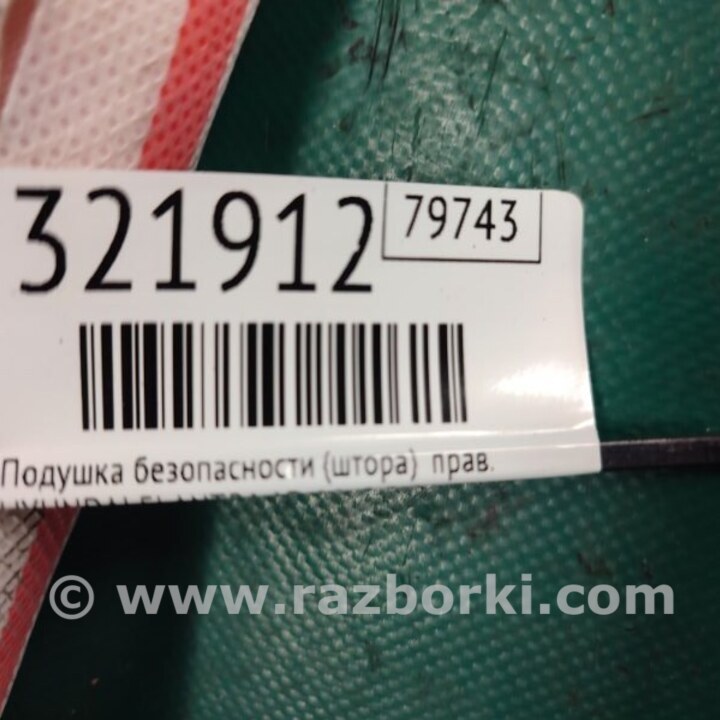 321912
79743
Подушка безопасности (штора) прав.
© www.razborki.com